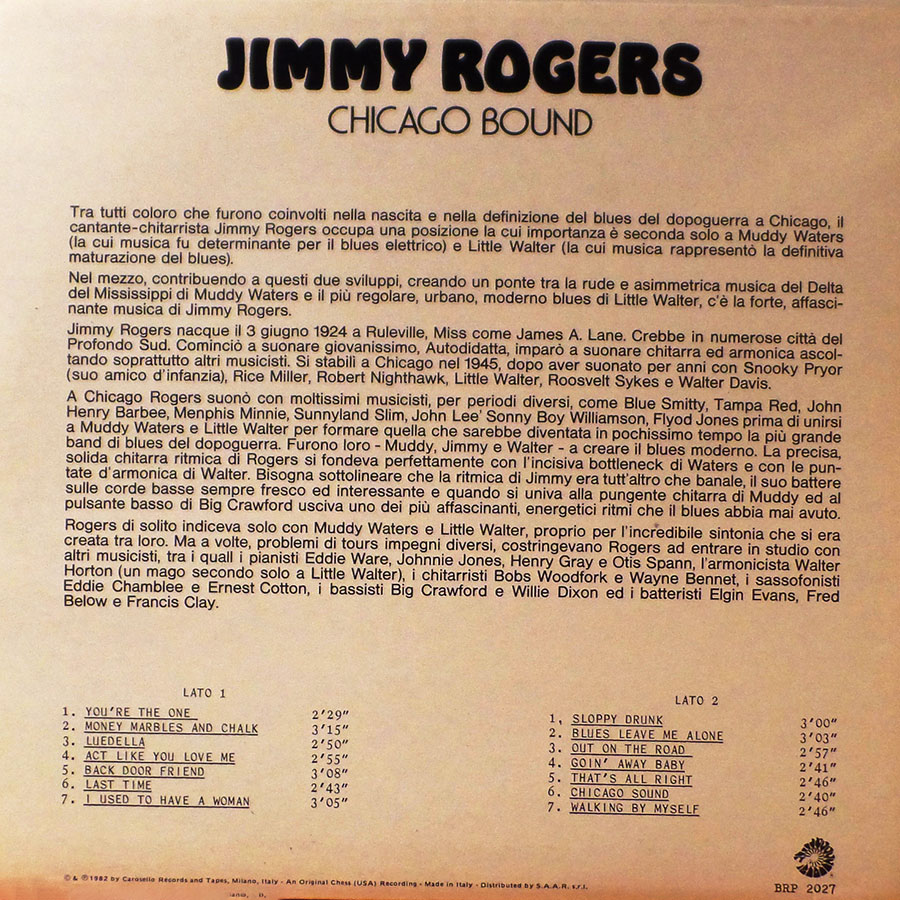 JIMMY ROGERS
CHICAGO BOUND
Tra tutti coloro che furono coinvolti nella nascita e nella definizione del blues del dopoguerra a Chicago, il
cantante-chitarrista Jimmy Rogers occupa una posizione la cui importanza è seconda solo a Muddy Waters
(la cui musica fu determinante per il blues elettrico) e Little Walter (la cui musica rappresentò la definitiva
maturazione del blues).
Nel mezzo, contribuendo a questi due sviluppi, creando un ponte tra la rude e asimmetrica musica del Delta
del Mississippi di Muddy Waters e il più regolare, urbano, moderno blues di Little Walter, c'è la forte, affasci-
nante musica di Jimmy Rogers.
Jimmy Rogers nacque il 3 giugno 1924 a Ruleville, Miss come James A. Lane. Crebbe in numerose città del
Profondo Sud. Cominciò a suonare giovanissimo, Autodidatta, imparò a suonare chitarra ed armonica ascol-
tando soprattutto altri musicisti. Si stabilì a Chicago nel 1945, dopo aver suonato per anni con Snooky Pryor
(suo amico d'infanzia), Rice Miller, Robert Nighthawk, Little Walter, Roosvelt Sykes e Walter Davis.
A Chicago Rogers suonò con moltissimi musicisti, per periodi diversi, come Blue Smitty, Tampa Red, John
Henry Barbee, Menphis Minnie, Sunnyland Slim, John Lee' Sonny Boy Williamson, Flyod Jones prima di unirsi
a Muddy Waters e Little Walter per formare quella che sarebbe diventata in pochissimo tempo la più grande
band di blues del dopoguerra. Furono loro - Muddy, Jimmy e Walter - a creare il blues moderno. La precisa,
solida chitarra ritmica di Rogers si fondeva perfettamente con l'incisiva bottleneck di Waters e con le pun-
tate d'armonica di Walter. Bisogna sottolineare che la ritmica di Jimmy era tutt'altro che banale, il suo battere
sulle corde basse sempre fresco ed interessante e quando si univa alla pungente chitarra di Muddy ed al
pulsante basso di Big Crawford usciva uno dei più affascinanti, energetici ritmi che il blues abbia mai avuto.
Rogers di solito indiceva solo con Muddy Waters e Little Walter, proprio per l'incredibile sintonia che si era
creata tra loro. Ma a volte, problemi di tours impegni diversi, costringevano Rogers ad entrare in studio con
altri musicisti, tra i quall i pianisti Eddie Ware, Johnnie Jones, Henry Gray e Otis Spann, l'armonicista Walter
Horton (un mago secondo solo a Little Walter), i chitarristi Bobs Woodfork e Wayne Bennet, i sassofonisti
Eddie Chamblee e Ernest Cotton, i bassisti Big Crawford e Willie Dixon ed i batteristi Elgin Evans, Fred
Below e Francis Clay.
LATO 1
1. YOU'RE THE ONE 2'29"
2. MONEY MARBLES AND CHALK 3'15"
3. LUEDELLA 2'50"
4. ACT LIKE YOU LOVE ME 2'55"
5. BACK DOOR FRIEND 3'08"
6. LAST TIME 2'43"
7. I USED TO HAVE A WOMAN 3'05"
LATO 2
1, SLOPPY DRUNK 3'00"
2. BLUES LEAVE ME ALONE 3'03"
3. OUT ON THE ROAD 2'57"
4. GOIN' AWAY BABY 2'41"
5. THAT'S ALL RIGHT 2'46"
6. CHICAGO SOUND 2'40"
7. WALKING BY MYSELF 2'46"
© & ℗ 1982 by Carosello Records and Tapes, Milano, Italy - An Original Chess (USA) Recording - Made in Italy - Distributed by S.A.A.R. s.r.l.
BRP 2027